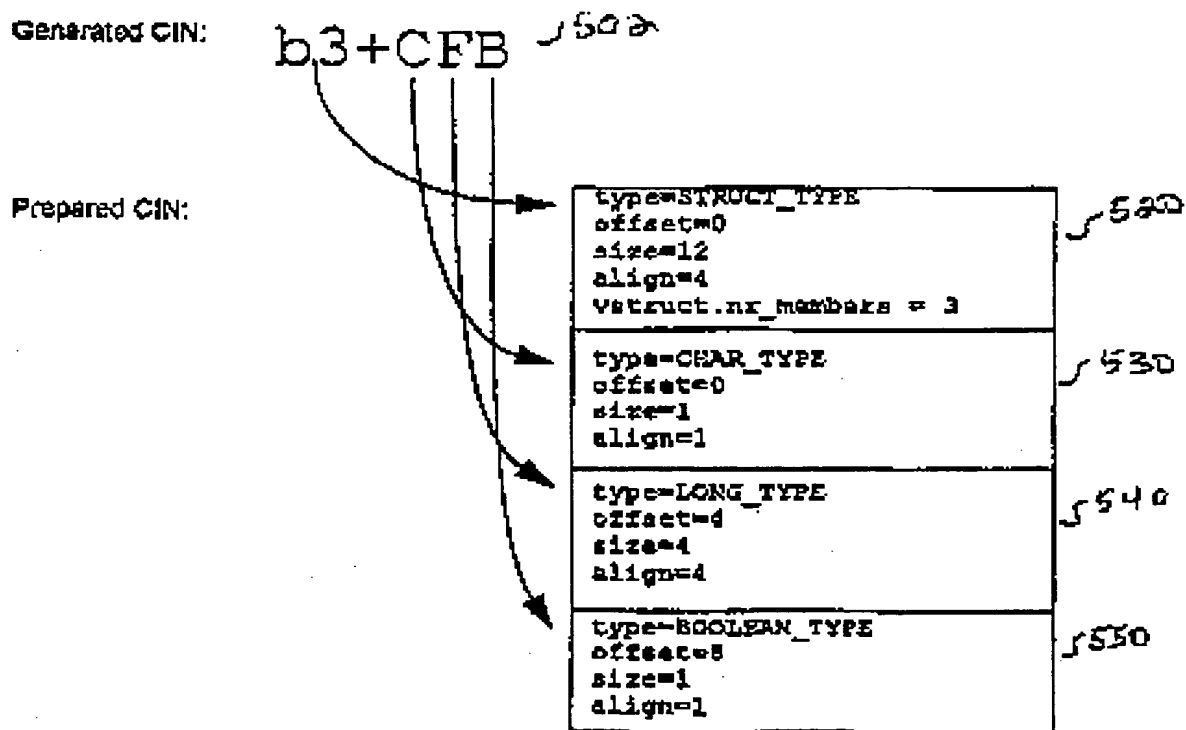 Generated CIN:
b3+CFB
502
Prepared CIN:
type=STRUCT_TYPE
offset=0
size=12
align=4
vstruct.nr_members = 3
520
type=CHAR_TYPE
offset=0
size=1
align=1
530
type=LONG_TYPE
offset=4
size=4
align=4
540
type=BOOLEAN_TYPE
offset=8
size=1
align=1
550